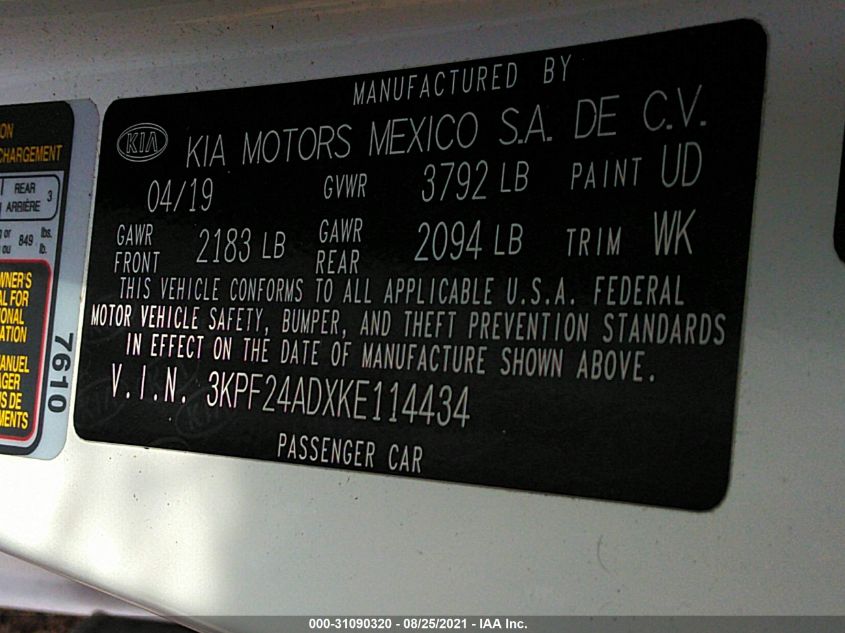 MANUFACTURED BY
KIA KIA MOTORS MEXICO S.A. DE C.V.
04/19 GVWR 3792 LB PAINT UD
GAWR FRONT 2183 LB GAWR REAR 2094 LB TRIM WK
THIS VEHICLE CONFORMS TO ALL APPLICABLE U.S.A. FEDERAL
MOTOR VEHICLE SAFETY, BUMPER, AND THEFT PREVENTION STANDARDS
IN EFFECT ON THE DATE OF MANUFACTURE SHOWN ABOVE.
V.I.N. 3KPF24ADXKE114434
PASSENGER CAR
REAR
ARRIÈRE 3
849 lbs.
lb.
7610
000-31090320 - 08/25/2021 - IAA Inc.